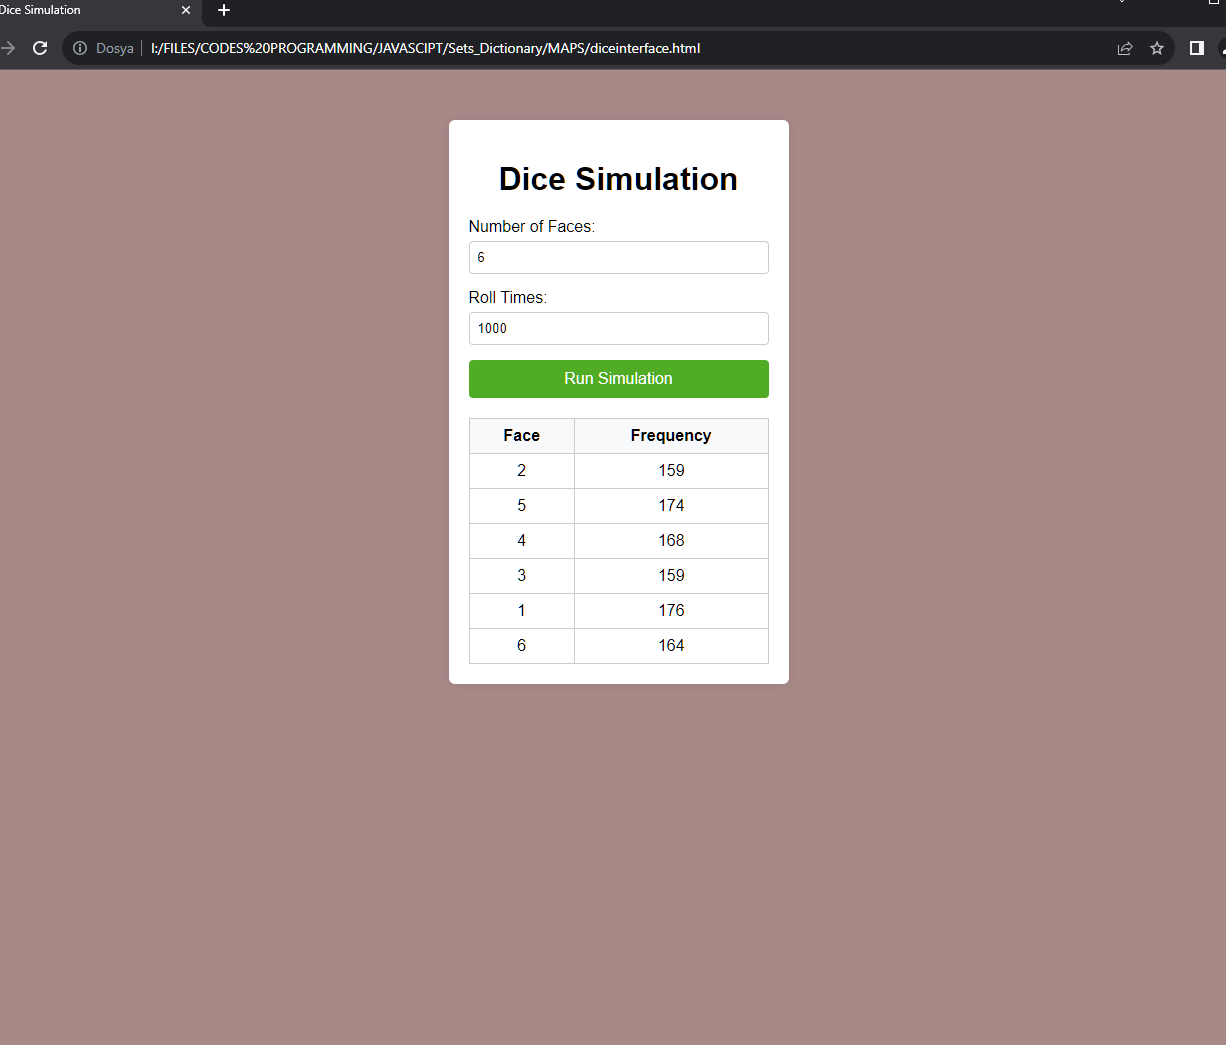 Dice Simulation
Dosya
I:/FILES/CODES%20PROGRAMMING/JAVASCIPT/Sets_Dictionary/MAPS/diceinterface.html
Dice Simulation
Number of Faces:
6
Roll Times:
1000
Run Simulation
Face Frequency
2 159
5 174
4 168
3 159
1 176
6 164